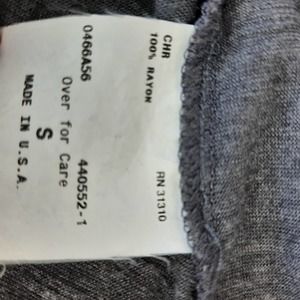 CHR
100% RAYON
RN 31310
0466A56
440552-1
Over for Care
S
MADE IN U.S.A.